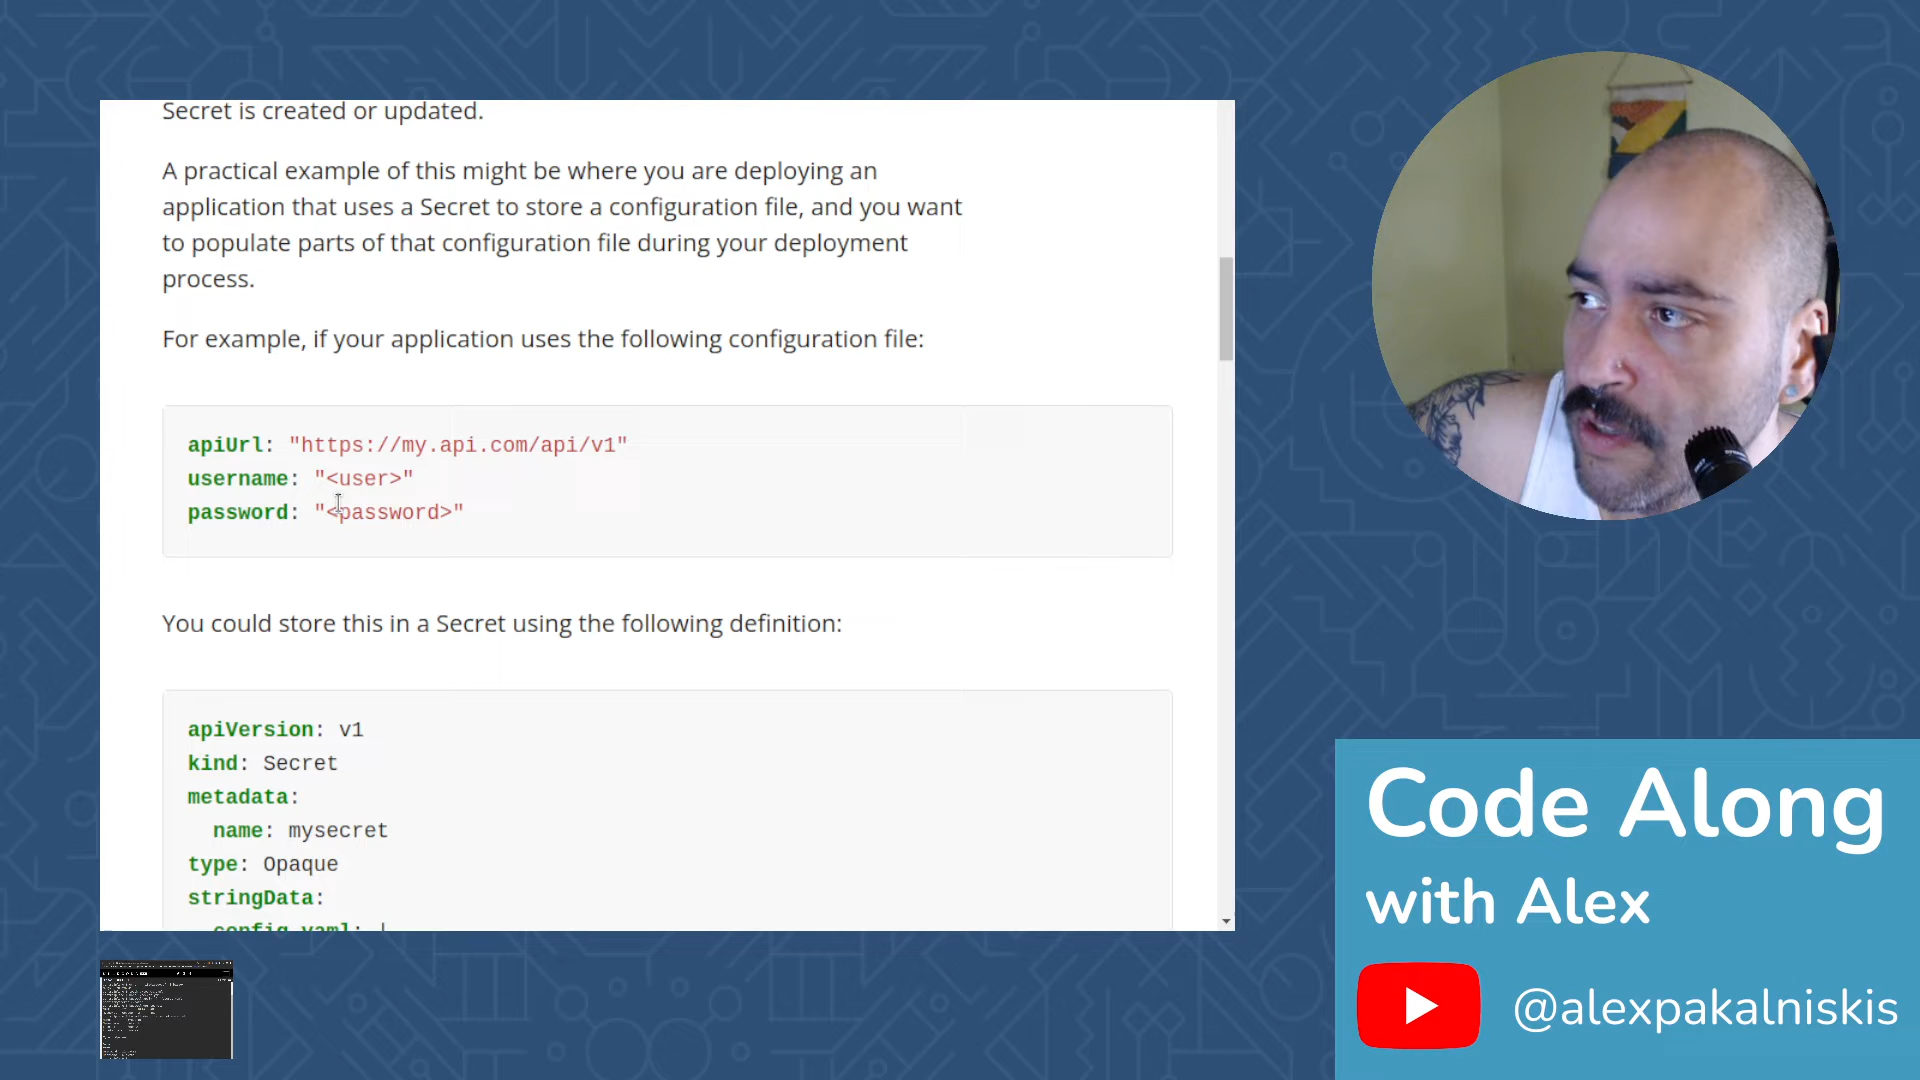 Secret is created or updated.
A practical example of this might be where you are deploying an
application that uses a Secret to store a configuration file, and you want
to populate parts of that configuration file during your deployment
process.
For example, if your application uses the following configuration file:
apiUrl: "https://my.api.com/api/v1"
username: "<user>"
password: "<password>"
You could store this in a Secret using the following definition:
apiVersion: v1
kind: Secret
metadata:
  name: mysecret
type: Opaque
stringData:
  config.yaml: |
Code Along
with Alex
@alexpakalniskis